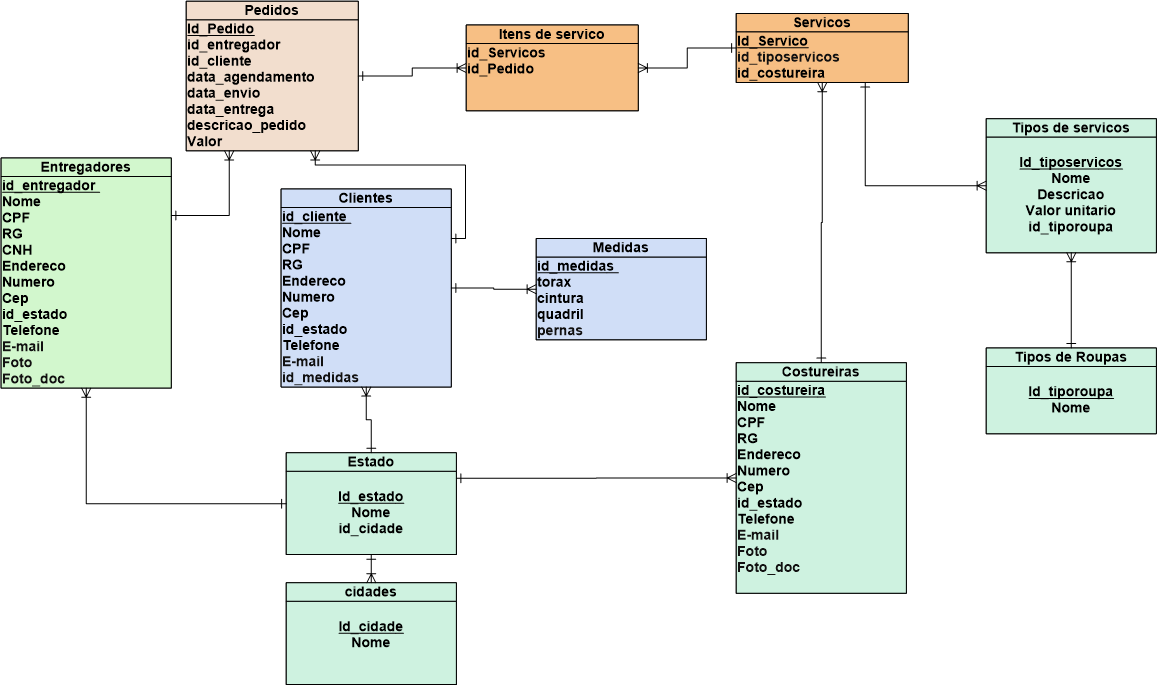 Pedidos
Id_Pedido
id_entregador
id_cliente
data_agendamento
data_envio
data_entrega
descricao_pedido
Valor
Itens de servico
id_Servicos
id_Pedido
Servicos
Id_Servico
id_tiposervicos
id_costureira
Tipos de servicos
Id_tiposervicos
Nome
Descricao
Valor unitario
id_tiporoupa
Entregadores
id_entregador
Nome
CPF
RG
CNH
Endereco
Numero
Cep
id_estado
Telefone
E-mail
Foto
Foto_doc
Clientes
id_cliente
Nome
CPF
RG
Endereco
Numero
Cep
id_estado
Telefone
E-mail
id_medidas
Medidas
id_medidas
torax
cintura
quadril
pernas
Tipos de Roupas
Id_tiporoupa
Nome
Costureiras
id_costureira
Nome
CPF
RG
Endereco
Numero
Cep
id_estado
Telefone
E-mail
Foto
Foto_doc
Estado
Id_estado
Nome
id_cidade
cidades
Id_cidade
Nome